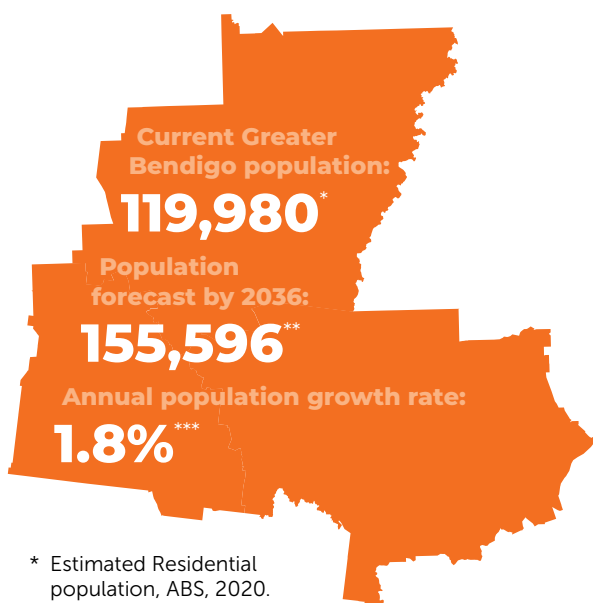 Current Greater
Bendigo population:
119,980*
Population
forecast by 2036:
155,596**
Annual population growth rate:
1.8%***
* Estimated Residential
population, ABS, 2020.